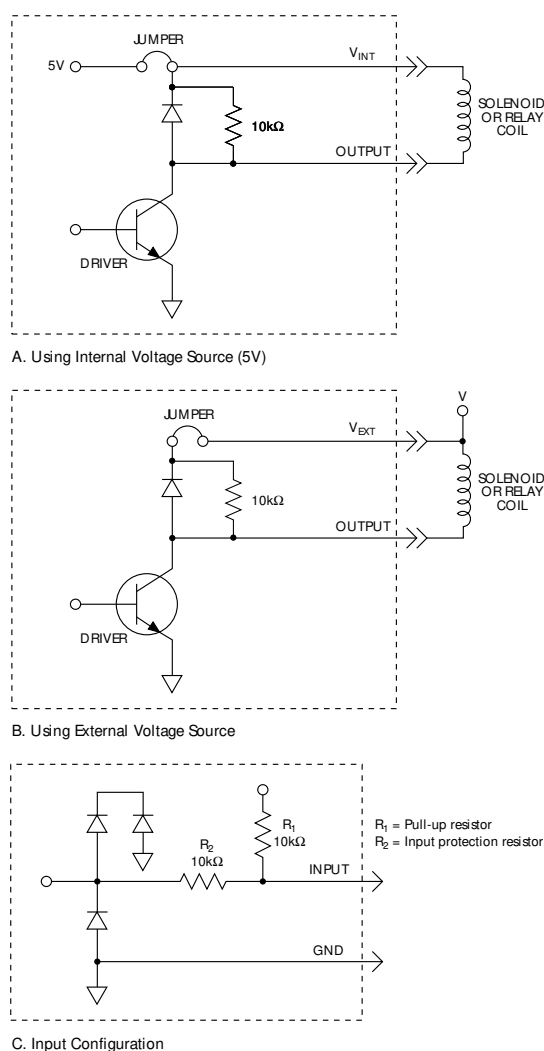 JUMPER
5V
V_INT
10kΩ
SOLENOID
OR RELAY
COIL
OUTPUT
DRIVER
A. Using Internal Voltage Source (5V)
V
JUMPER
V_EXT
10kΩ
SOLENOID
OR RELAY
COIL
OUTPUT
DRIVER
B. Using External Voltage Source
R₁
10kΩ
R₁ = Pull-up resistor
R₂ = Input protection resistor
R₂
10kΩ
INPUT
GND
C. Input Configuration